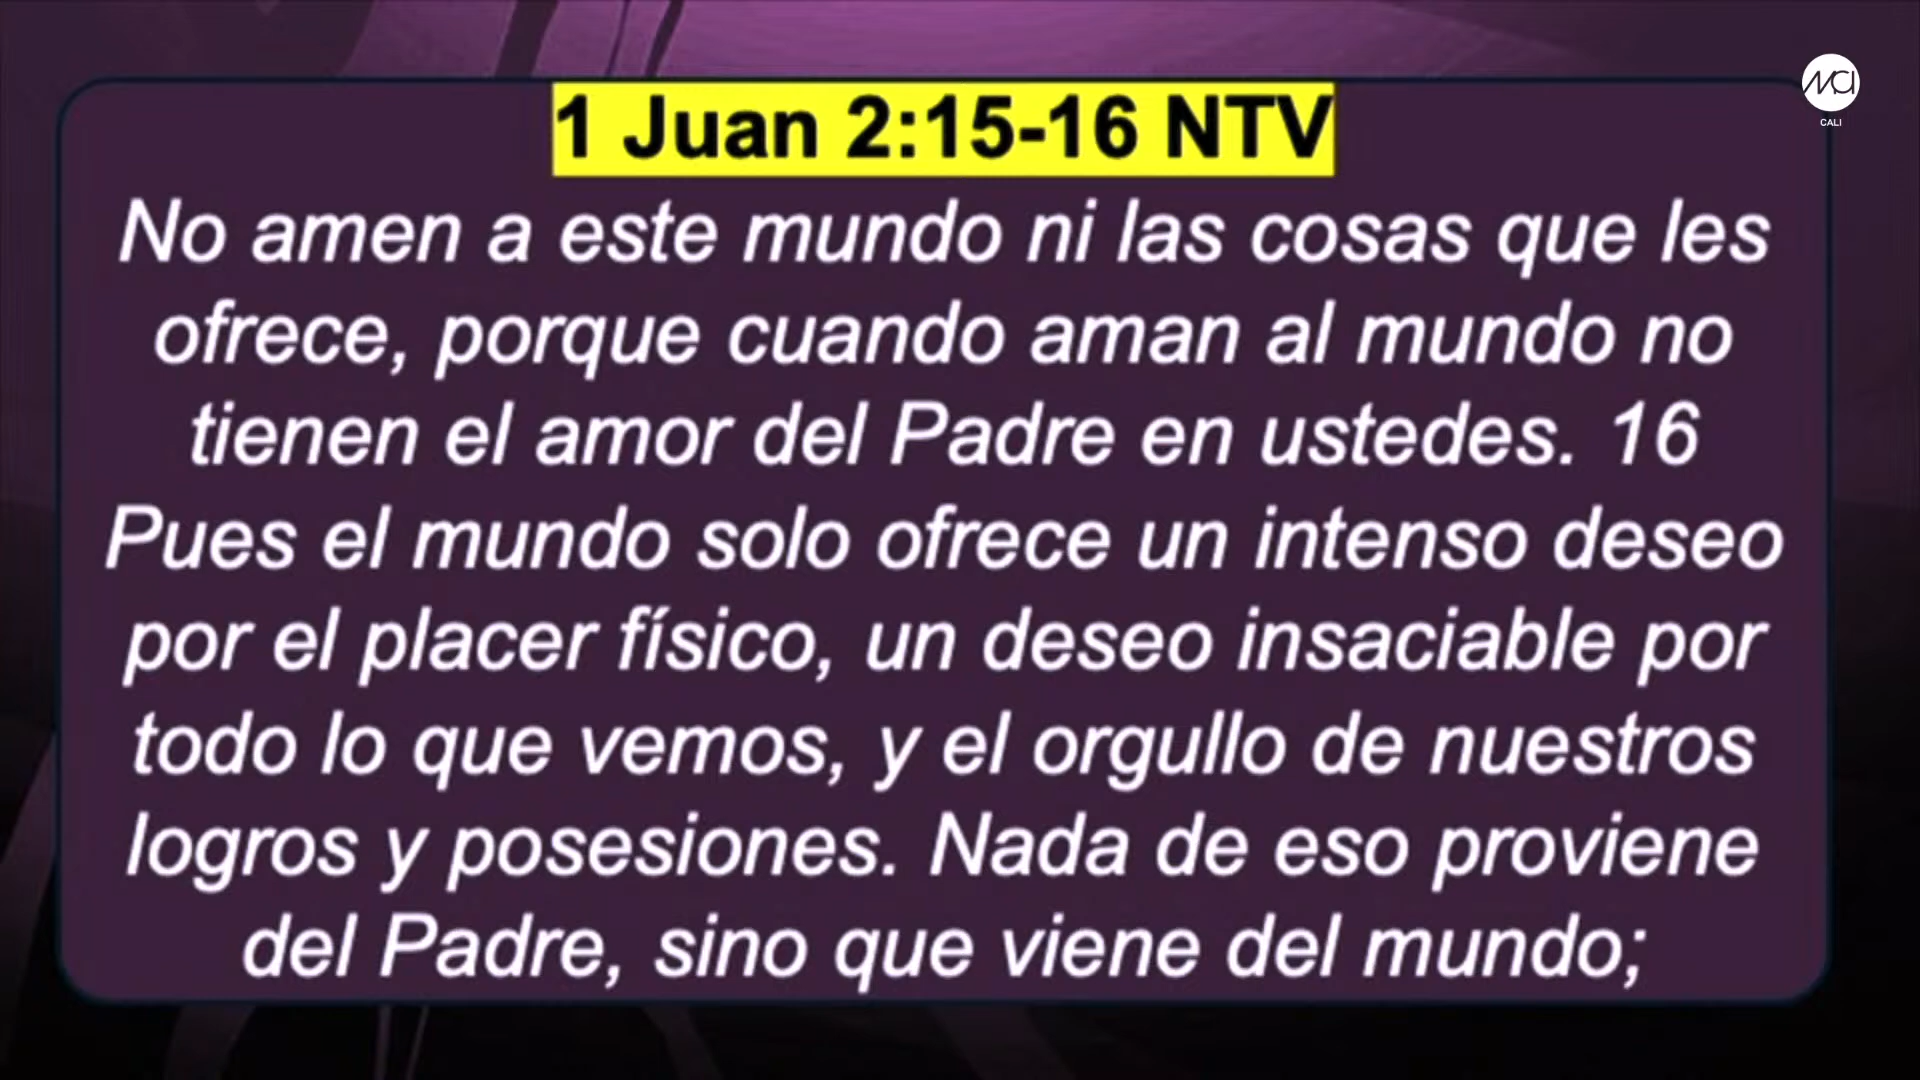 1 Juan 2:15-16 NTV
No amen a este mundo ni las cosas que les
ofrece, porque cuando aman al mundo no
tienen el amor del Padre en ustedes. 16
Pues el mundo solo ofrece un intenso deseo
por el placer físico, un deseo insaciable por
todo lo que vemos, y el orgullo de nuestros
logros y posesiones. Nada de eso proviene
del Padre, sino que viene del mundo;
MCI
CALI